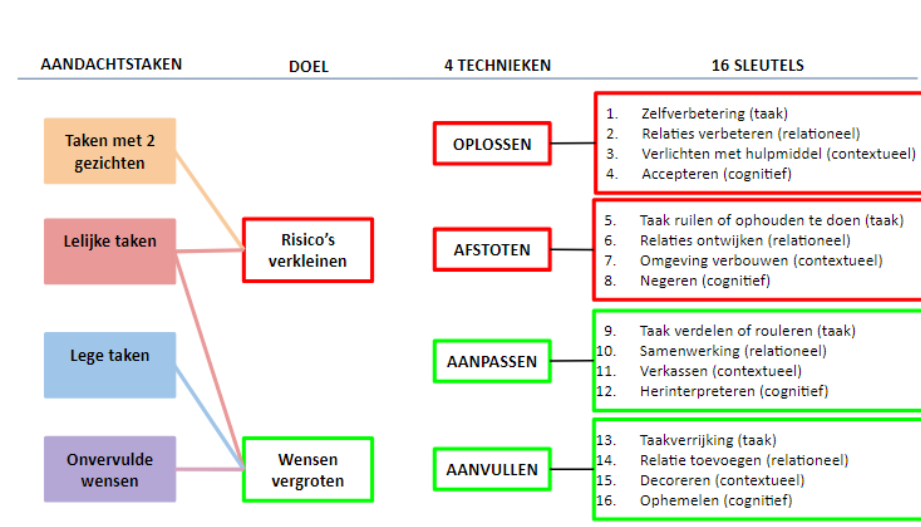 AANDACHTSTAKEN
DOEL
4 TECHNIEKEN
16 SLEUTELS
Taken met 2
gezichten
Lelijke taken
Lege taken
Onvervulde
wensen
Risico's
verkleinen
Wensen
vergroten
OPLOSSEN
1. Zelfverbetering (taak)
2. Relaties verbeteren (relationeel)
3. Verlichten met hulpmiddel (contextueel)
4. Accepteren (cognitief)
AFSTOTEN
5. Taak ruilen of ophouden te doen (taak)
6. Relaties ontwijken (relationeel)
7. Omgeving verbouwen (contextueel)
8. Negeren (cognitief)
AANPASSEN
9. Taak verdelen of rouleren (taak)
10. Samenwerking (relationeel)
11. Verkassen (contextueel)
12. Herinterpreteren (cognitief)
AANVULLEN
13. Taakverrijking (taak)
14. Relatie toevoegen (relationeel)
15. Decoreren (contextueel)
16. Ophemelen (cognitief)